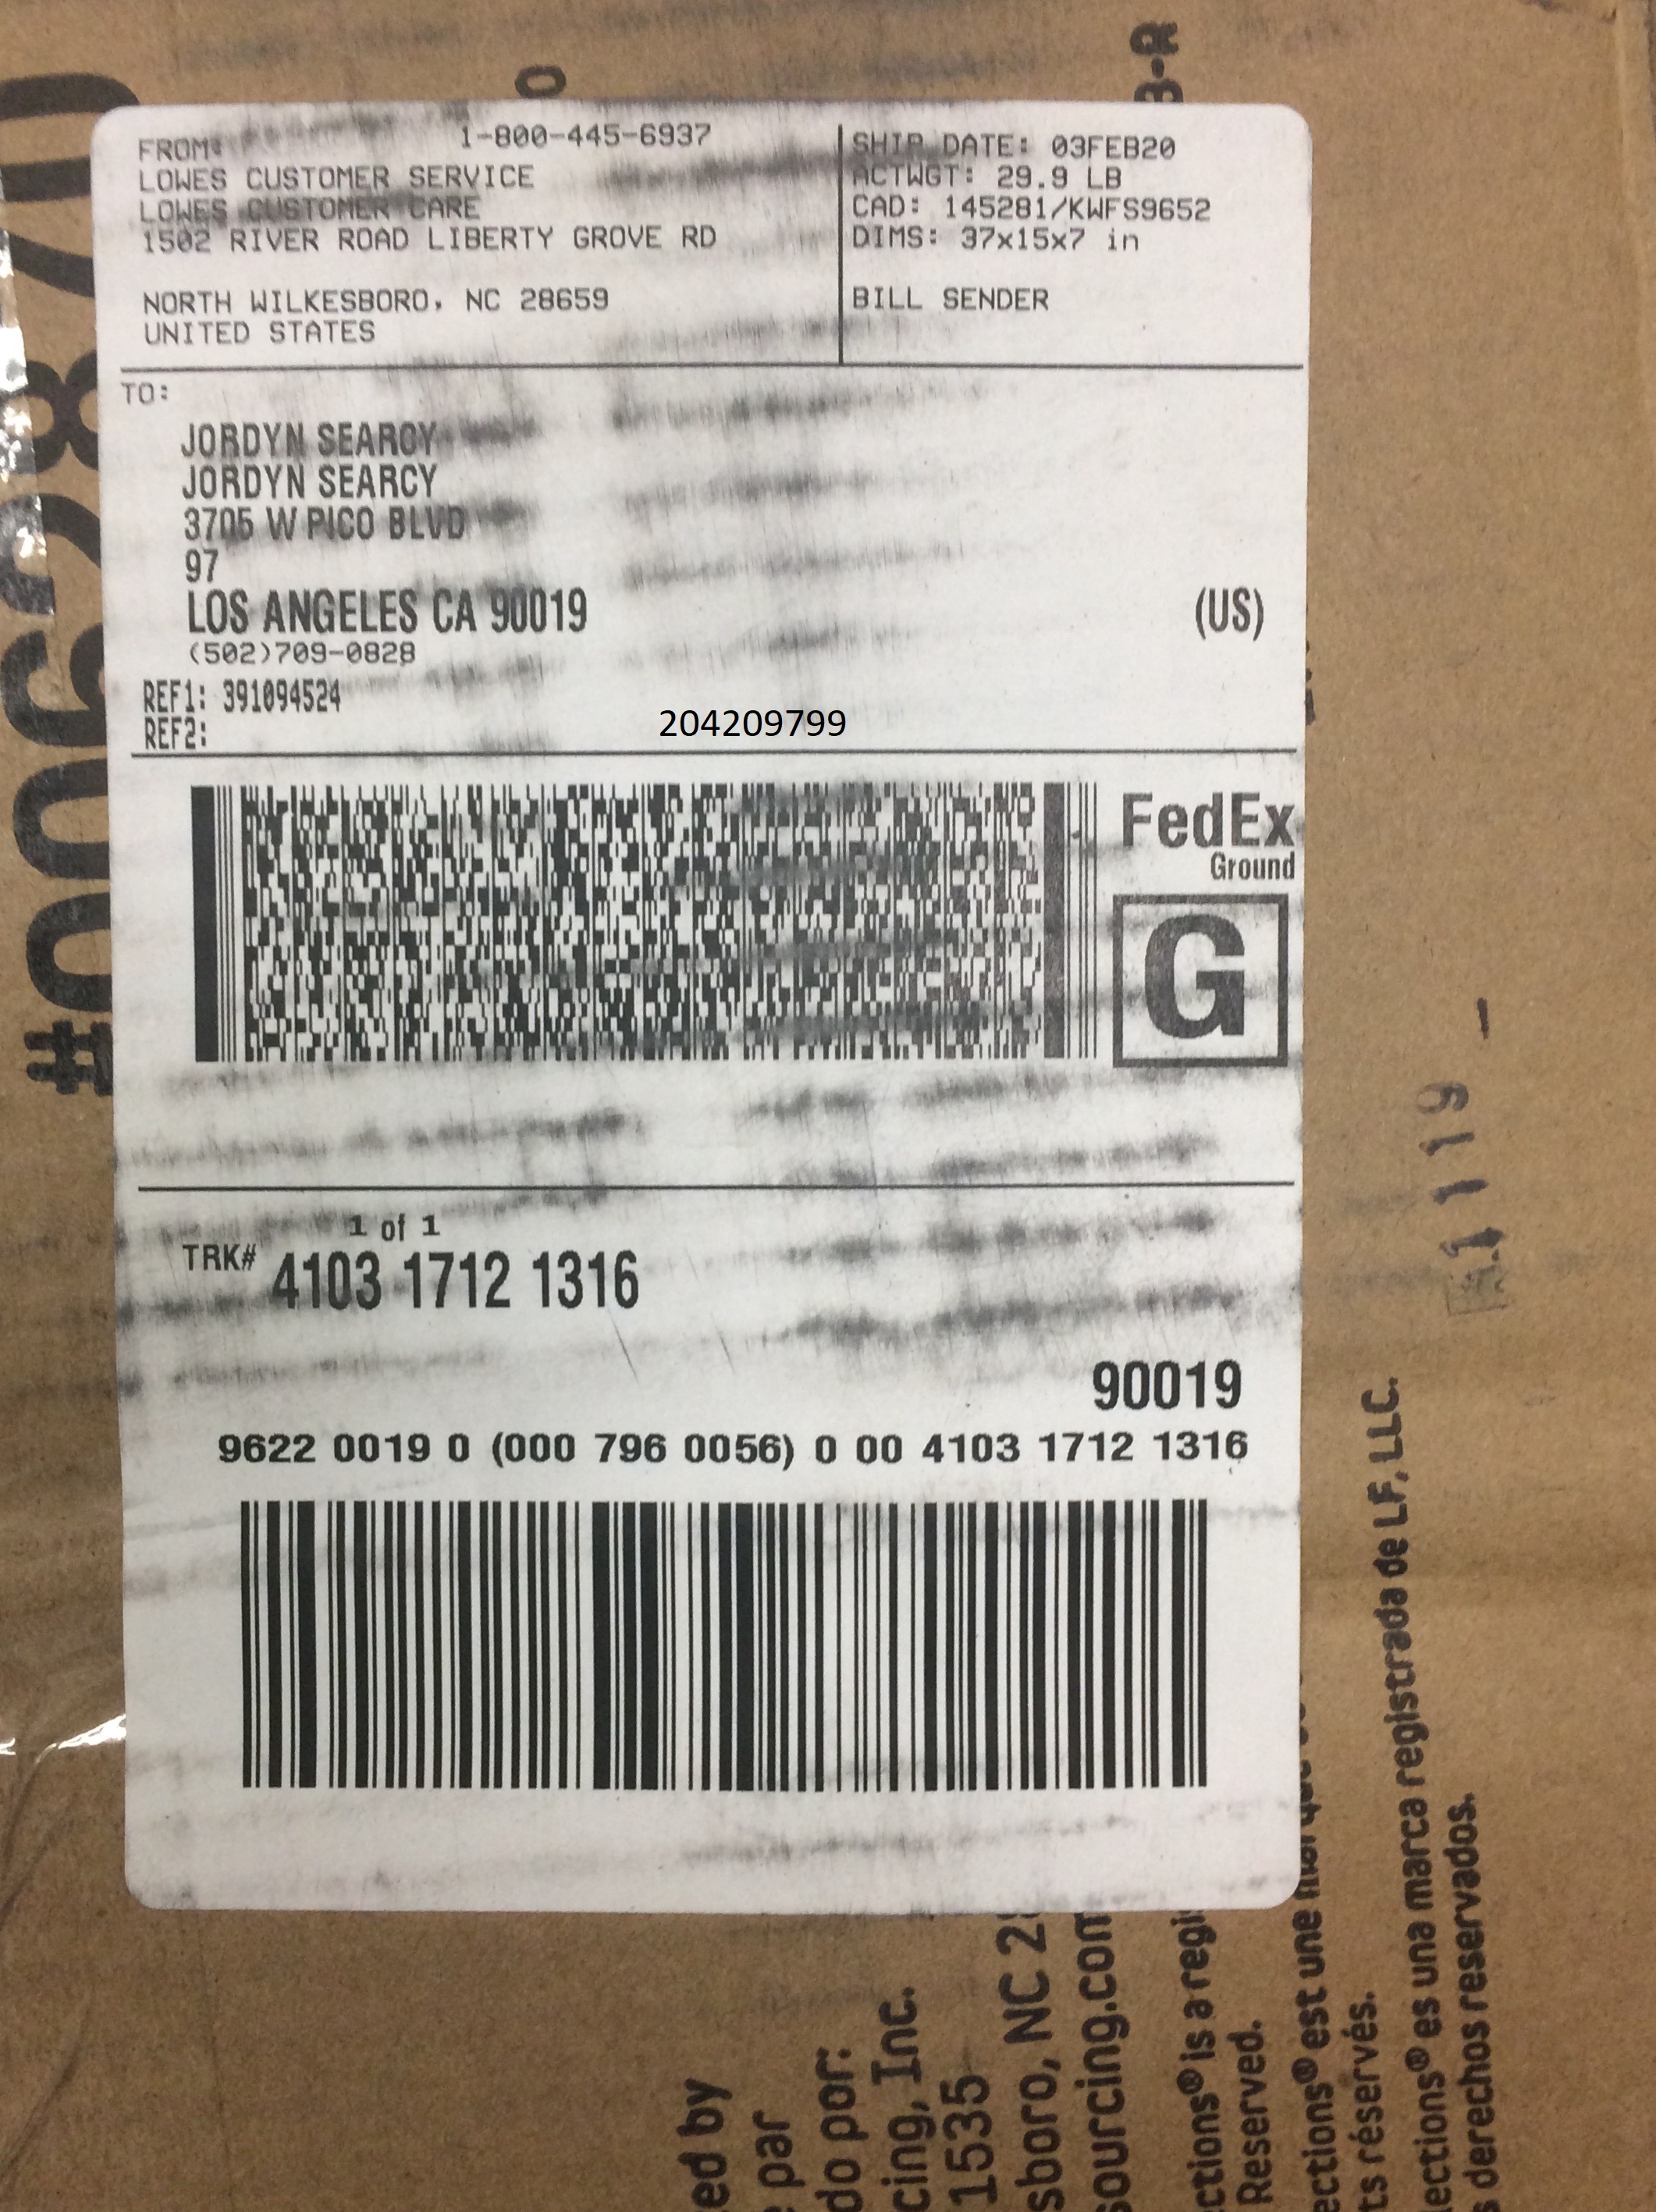 FROM: 1-800-445-6937
LOWES CUSTOMER SERVICE
LOWES CUSTOMER CARE
1502 RIVER ROAD LIBERTY GROVE RD
NORTH WILKESBORO, NC 28659
UNITED STATES
SHIP DATE: 03FEB20
ACTWGT: 29.9 LB
CAD: 145281/KWFS9652
DIMS: 37x15x7 in
BILL SENDER
TO:
JORDYN SEARCY
JORDYN SEARCY
3705 W PICO BLVD
97
LOS ANGELES CA 90019
(US)
(502)709-0828
REF1: 391094524
REF2:
204209799
FedEx
Ground
G
1 of 1
TRK# 4103 1712 1316
90019
9622 0019 0 (000 796 0056) 0 00 4103 1712 1316
#0069870
B-R
1119 -
ed by
par
do por:
cing, Inc.
1535
sboro, NC 28
sourcing.com
ections® is a regi
Reserved.
ections® est une marque
ts réservés.
lections® es una marca registrada de LF, LLC.
s derechos reservados.